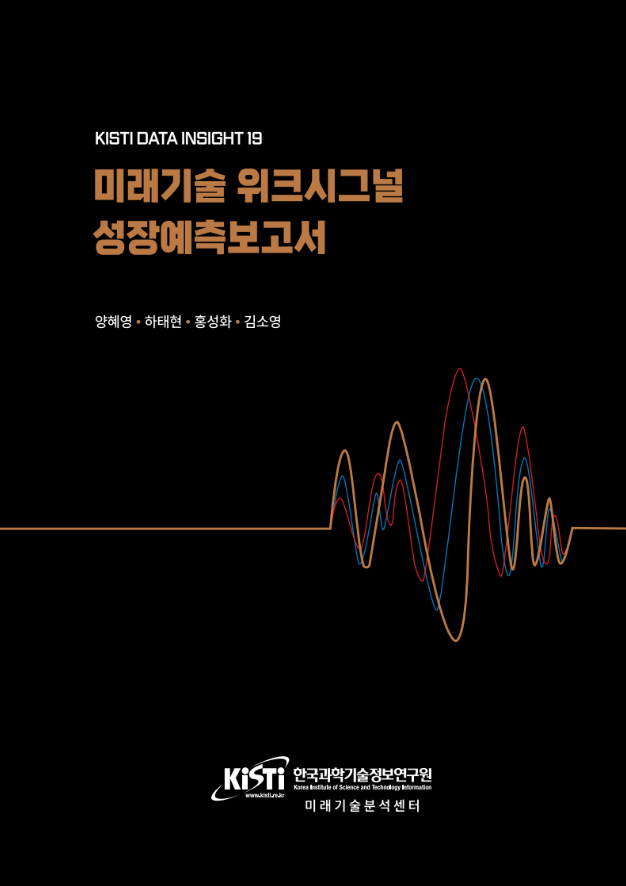 KISTI DATA INSIGHT 19
미래기술 위크시그널
성장예측보고서
양혜영 • 하태현 • 홍성화 • 김소영
KiSTi 한국과학기술정보연구원
Korea Institute of Science and Technology Information
www.kisti.re.kr
미래기술분석센터